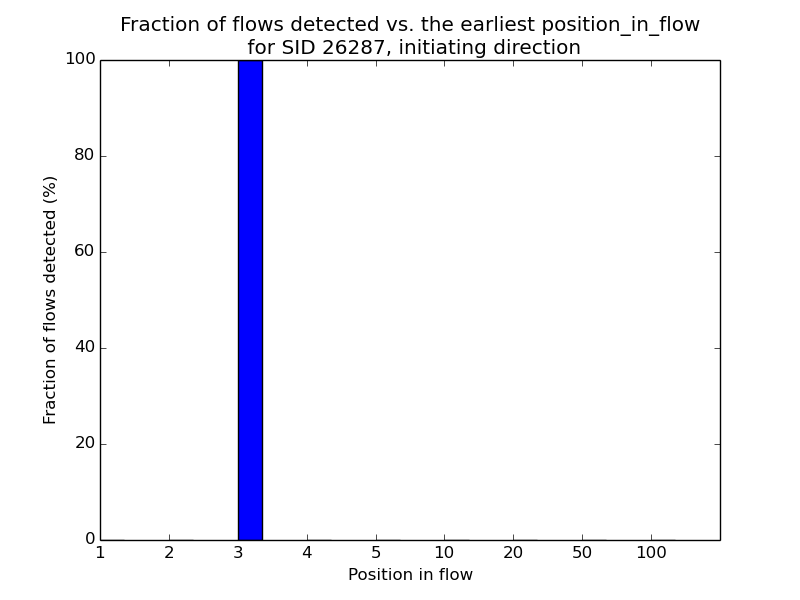 Fraction of flows detected vs. the earliest position_in_flow
for SID 26287, initiating direction
100
80
60
40
20
0
Fraction of flows detected (%)
1 2 3 4 5 10 20 50 100
Position in flow